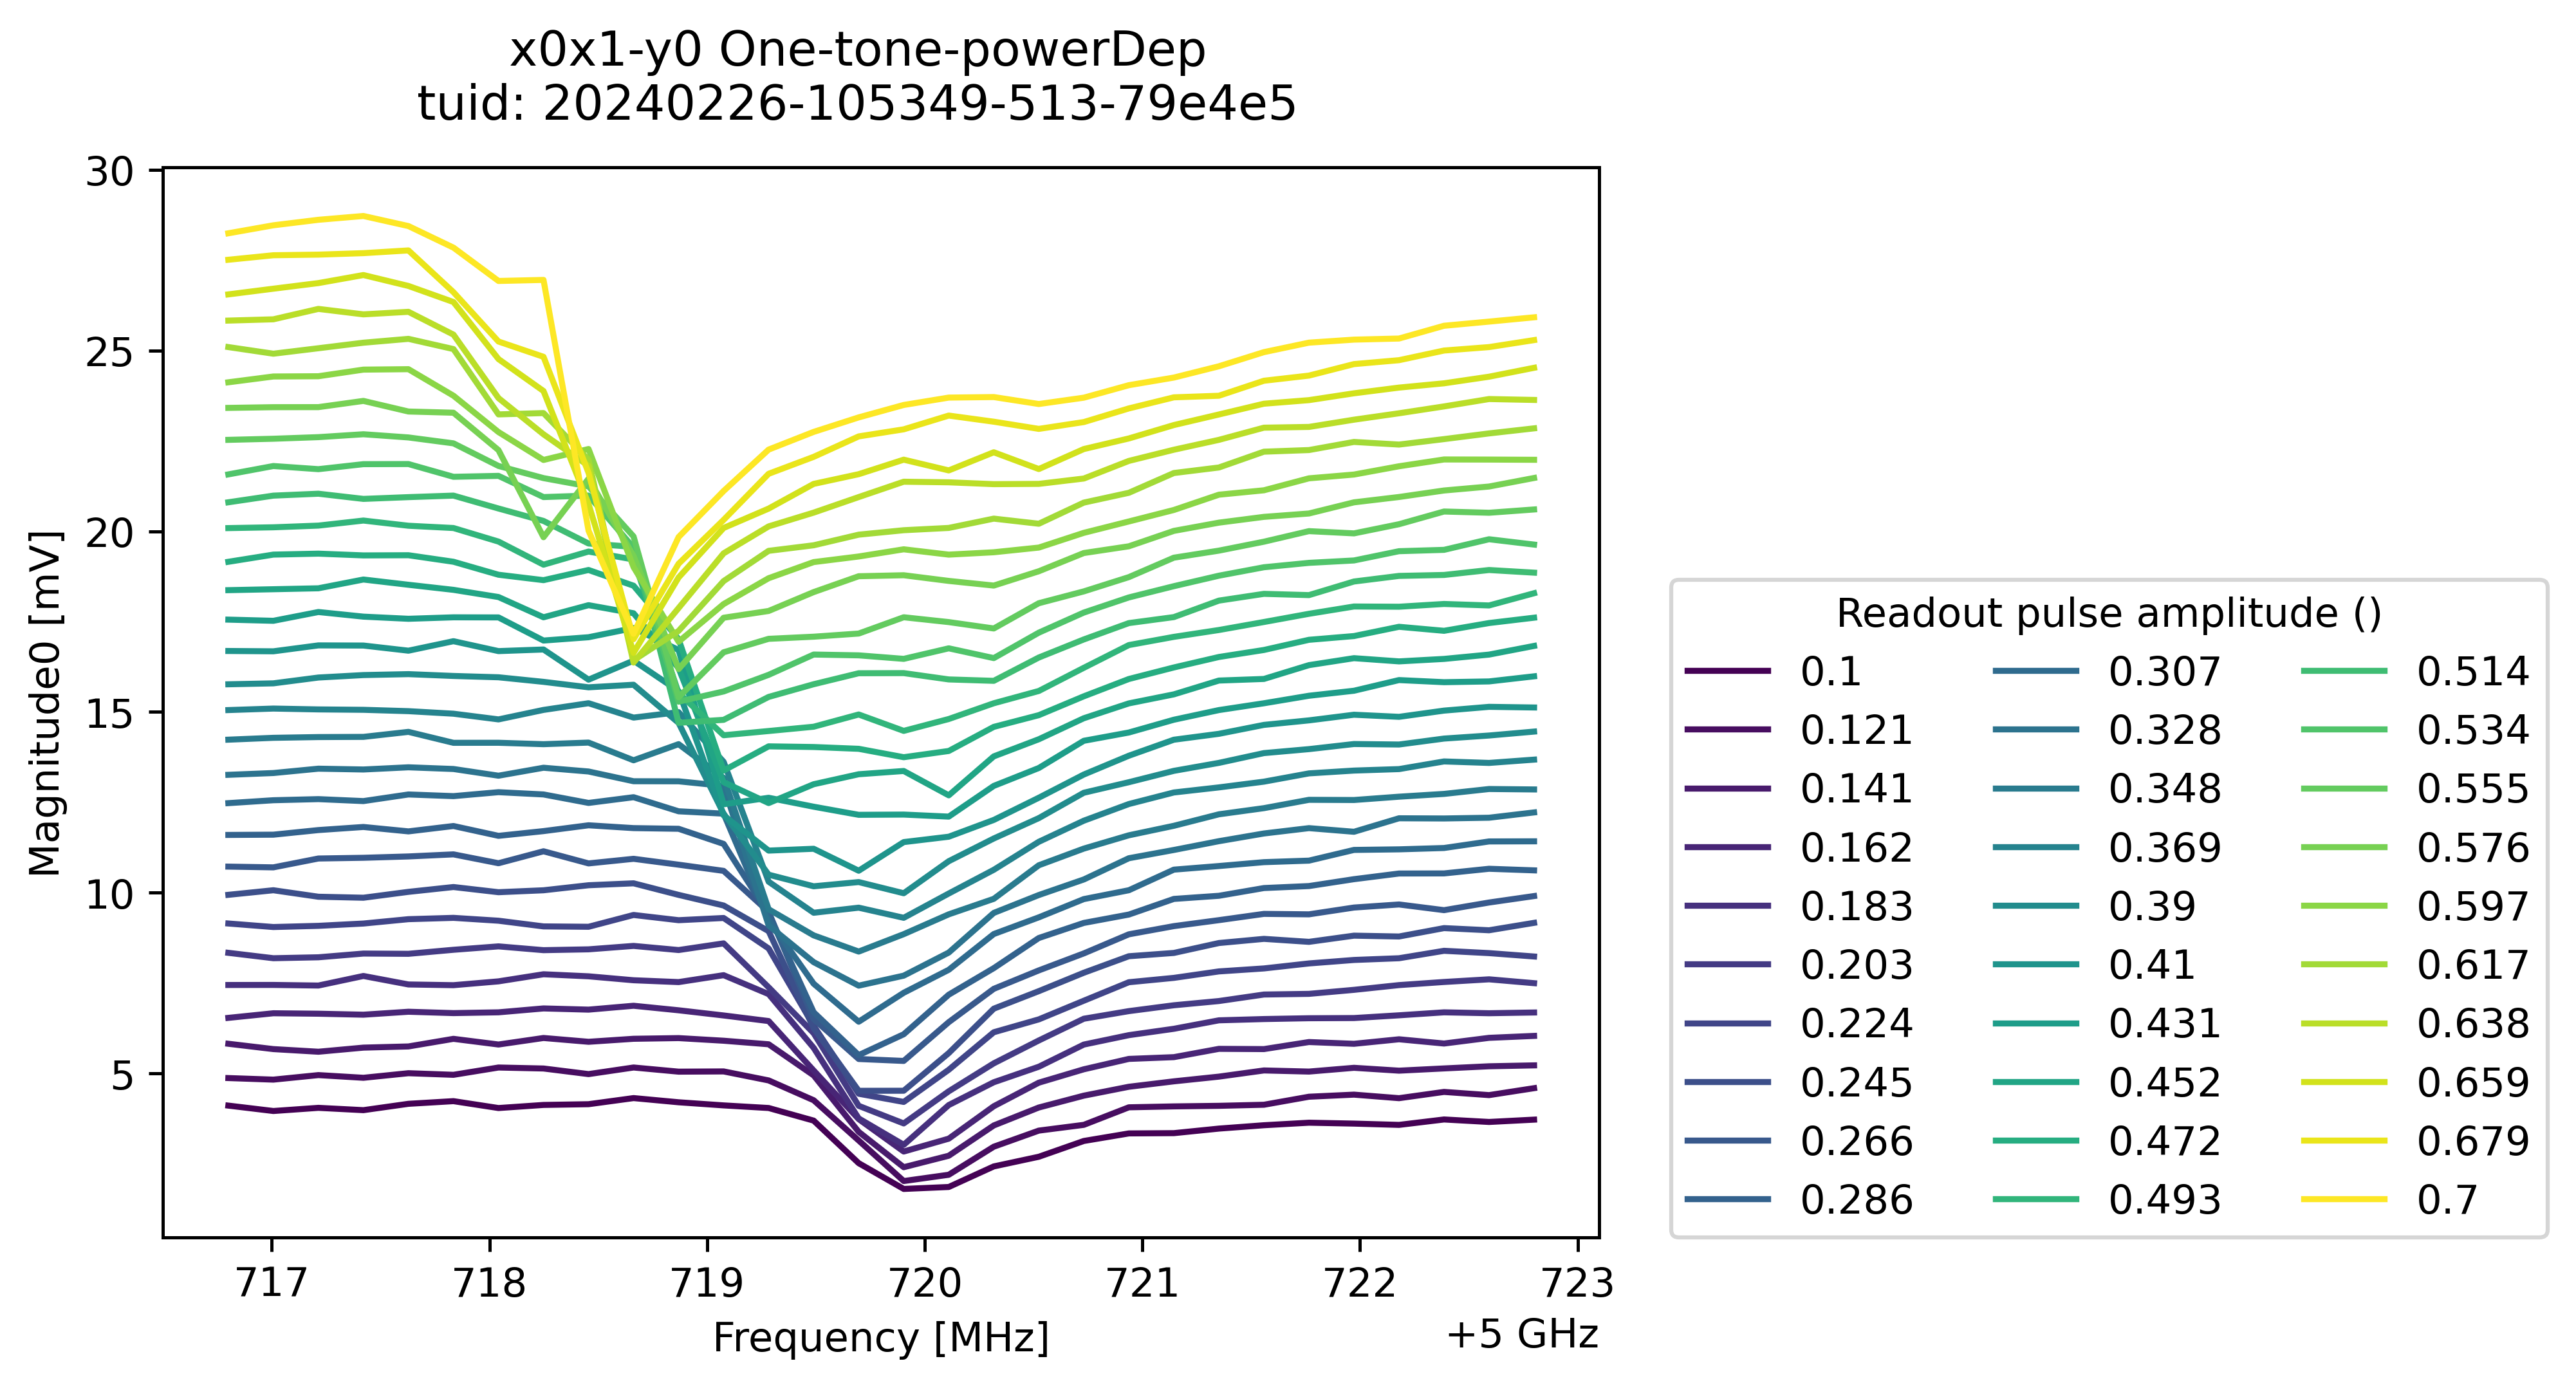 x0x1-y0 One-tone-powerDep
tuid: 20240226-105349-513-79e4e5
30
25
20
15
10
5
Magnitude0 [mV]
717 718 719 720 721 722 723
Frequency [MHz]
+5 GHz
Readout pulse amplitude ()
0.1 0.307 0.514
0.121 0.328 0.534
0.141 0.348 0.555
0.162 0.369 0.576
0.183 0.39 0.597
0.203 0.41 0.617
0.224 0.431 0.638
0.245 0.452 0.659
0.266 0.472 0.679
0.286 0.493 0.7